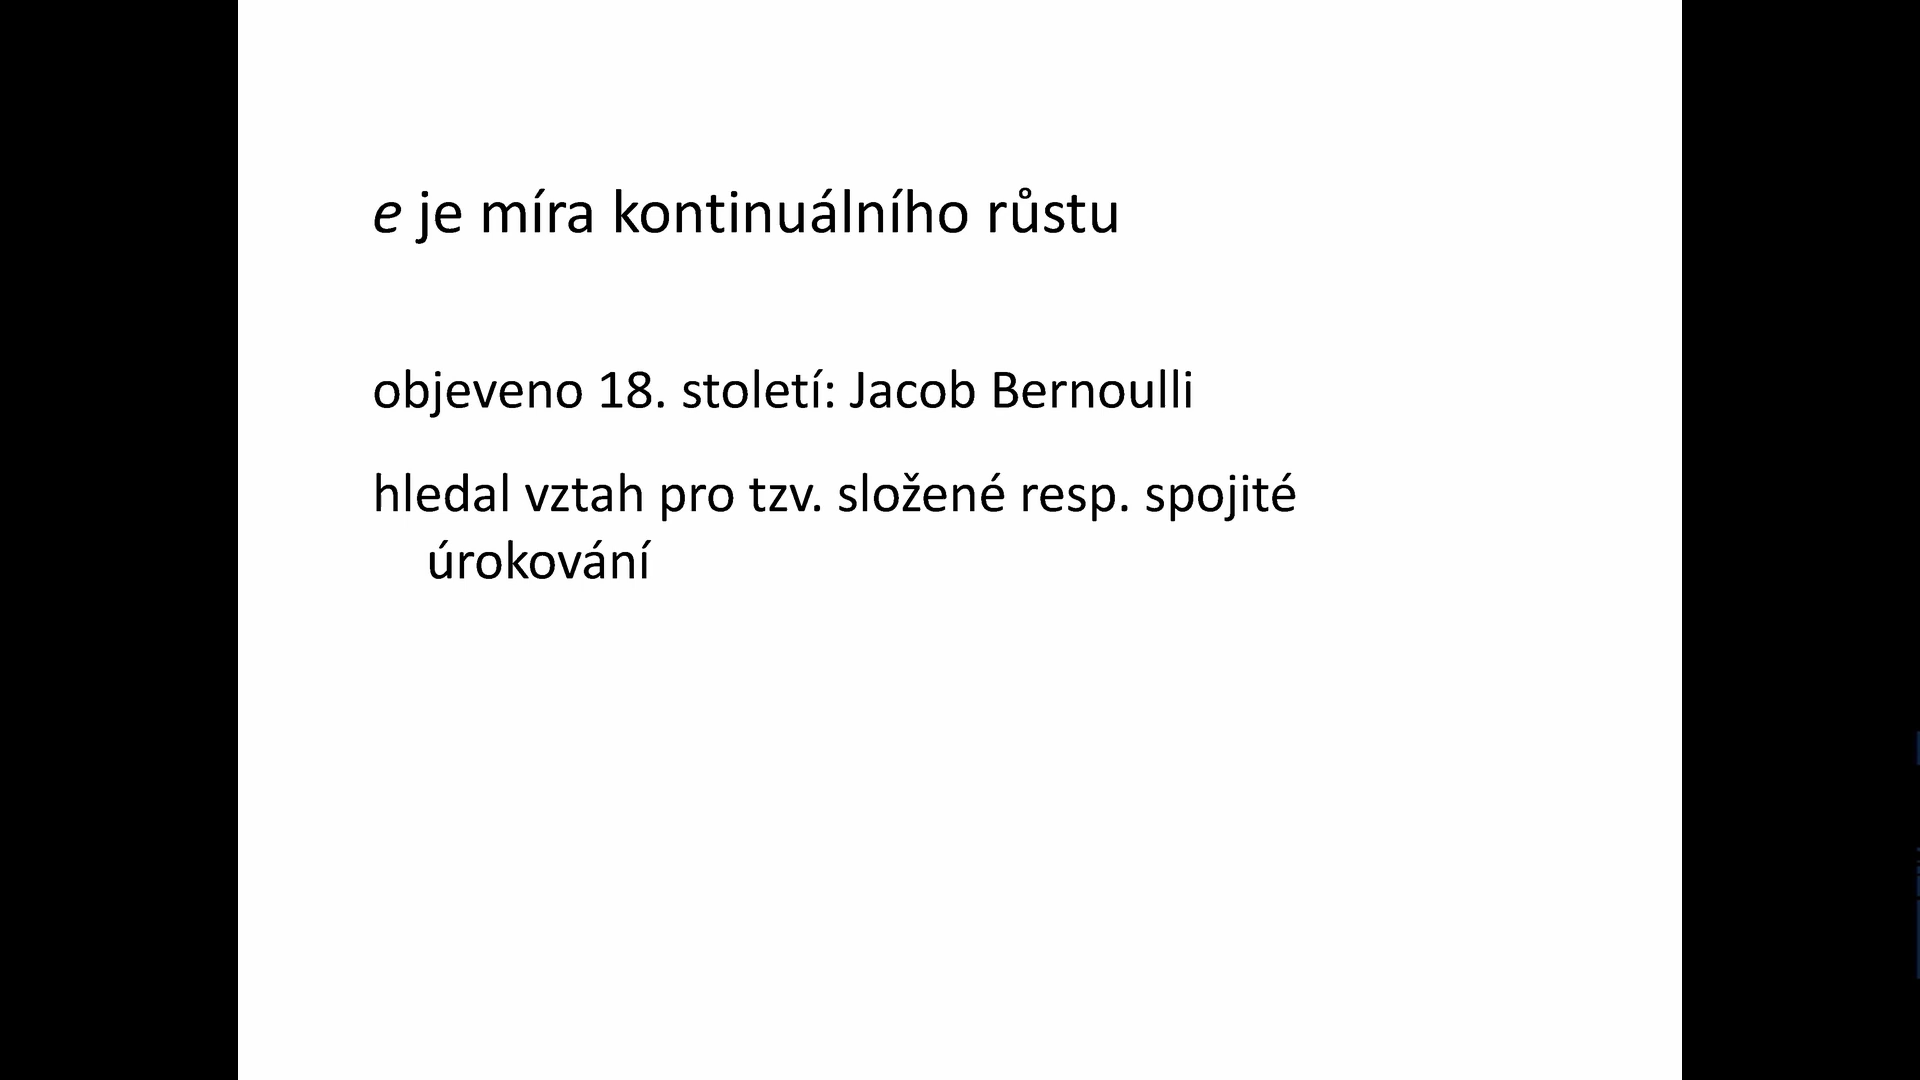 e je míra kontinuálního růstu
objeveno 18. století: Jacob Bernoulli
hledal vztah pro tzv. složené resp. spojité
úrokování